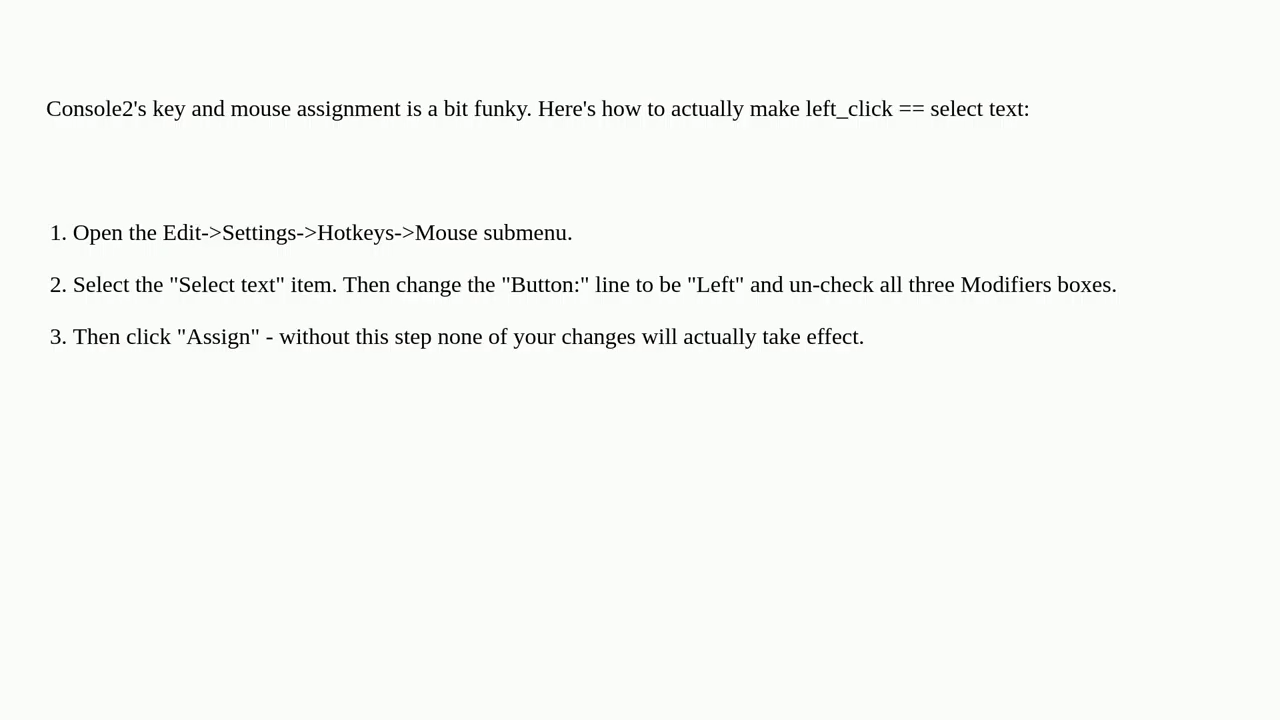 Console2's key and mouse assignment is a bit funky. Here's how to actually make left_click == select text:
1. Open the Edit->Settings->Hotkeys->Mouse submenu.
2. Select the "Select text" item. Then change the "Button:" line to be "Left" and un-check all three Modifiers boxes.
3. Then click "Assign" - without this step none of your changes will actually take effect.